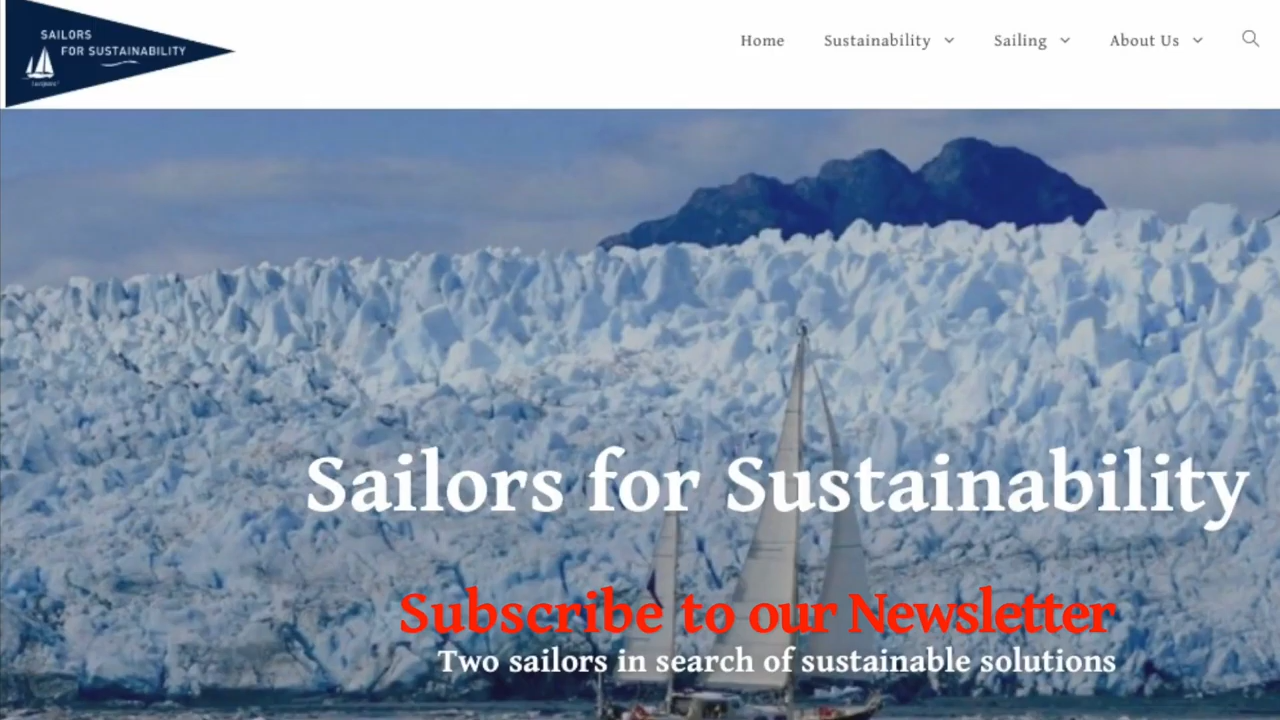 SAILORS
FOR SUSTAINABILITY
Home Sustainability Sailing About Us
Sailors for Sustainability
Subscribe to our Newsletter
Two sailors in search of sustainable solutions